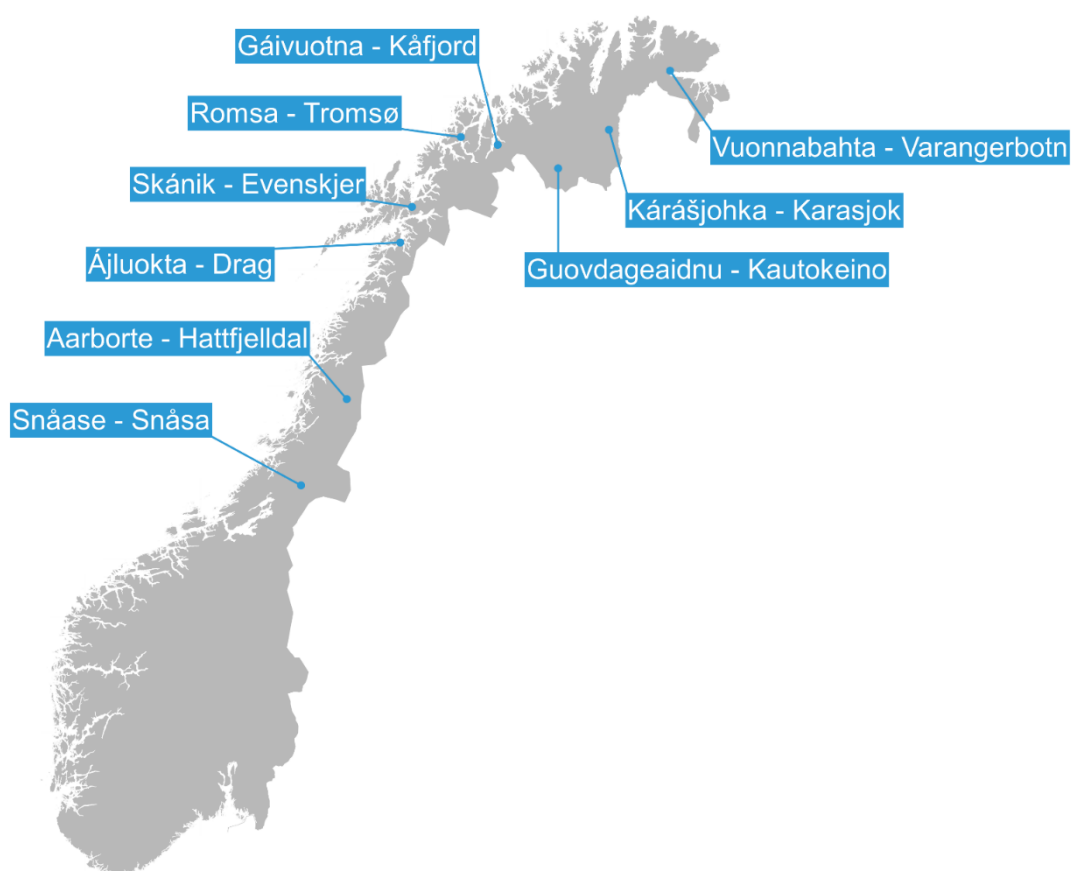 Gáivuotna - Kåfjord
Romsa - Tromsø
Vuonnabahta - Varangerbotn
Skánik - Evenskjer
Kárášjohka - Karasjok
Ájluokta - Drag
Guovdageaidnu - Kautokeino
Aarborte - Hattfjelldal
Snåase - Snåsa